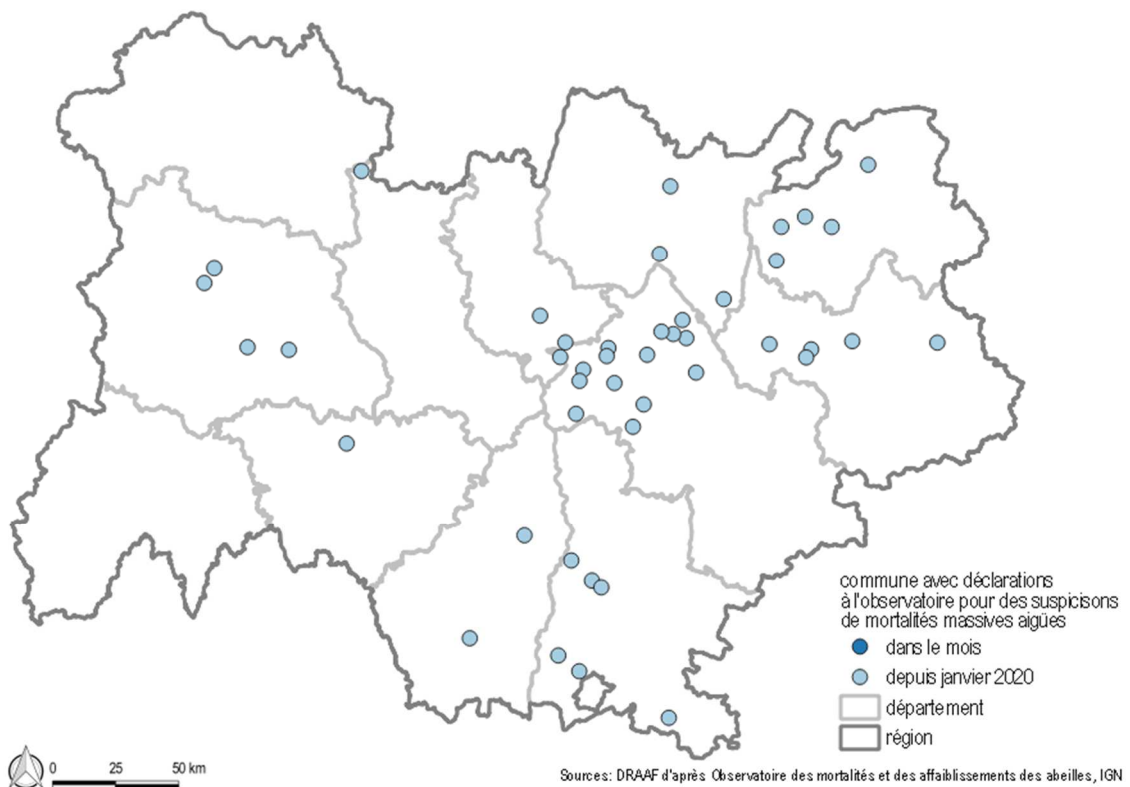 commune avec déclarations
à l'observatoire pour des suspicisons
de mortalités massives aigües
dans le mois
depuis janvier 2020
département
région
0 25 50 km
Sources: DRAAF d'après Observatoire des mortalités et des affaiblissements des abeilles, IGN